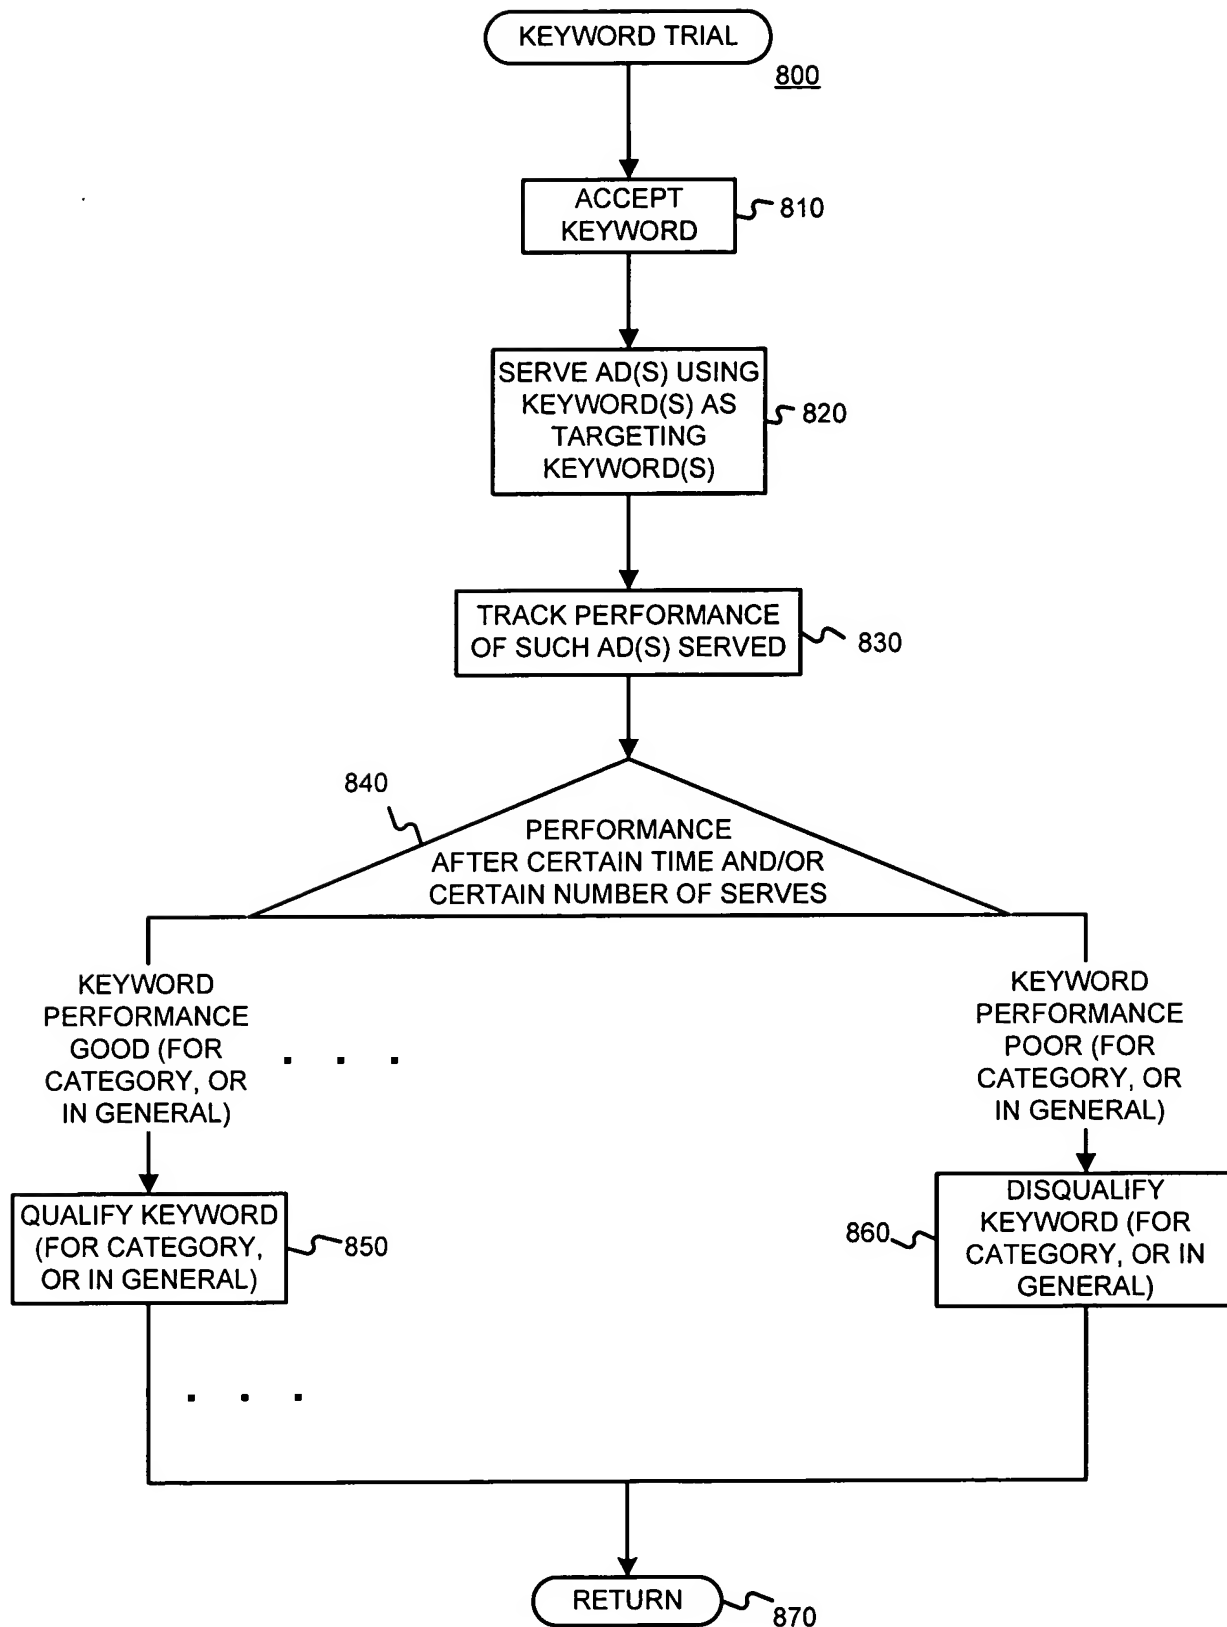 KEYWORD TRIAL
800
ACCEPT
KEYWORD
810
SERVE AD(S) USING
KEYWORD(S) AS
TARGETING
KEYWORD(S)
820
TRACK PERFORMANCE
OF SUCH AD(S) SERVED
830
840
PERFORMANCE
AFTER CERTAIN TIME AND/OR
CERTAIN NUMBER OF SERVES
KEYWORD
PERFORMANCE
GOOD (FOR
CATEGORY, OR
IN GENERAL)
. . .
KEYWORD
PERFORMANCE
POOR (FOR
CATEGORY, OR
IN GENERAL)
QUALIFY KEYWORD
(FOR CATEGORY,
OR IN GENERAL)
850
860
DISQUALIFY
KEYWORD (FOR
CATEGORY, OR IN
GENERAL)
. . .
RETURN
870